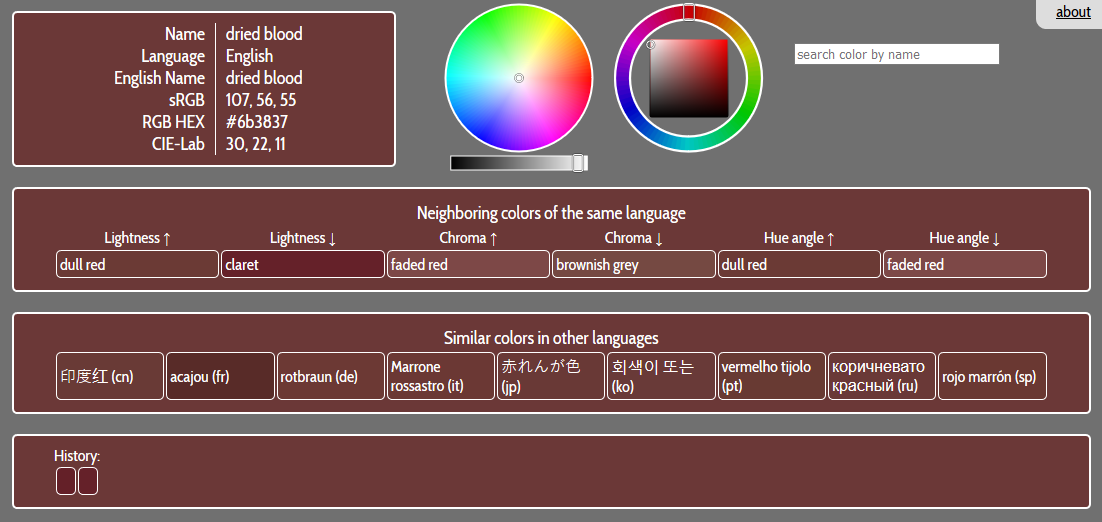 about
Name dried blood
Language English
English Name dried blood
sRGB 107, 56, 55
RGB HEX #6b3837
CIE-Lab 30, 22, 11
search color by name
Neighboring colors of the same language
Lightness ↑ Lightness ↓ Chroma ↑ Chroma ↓ Hue angle ↑ Hue angle ↓
dull red claret faded red brownish grey dull red faded red
Similar colors in other languages
印度红 (cn)
acajou (fr)
rotbraun (de)
Marrone
rossastro (it)
赤れんが色
(jp)
회색이 또는
(ko)
vermelho tijolo
(pt)
коричневато
красный (ru)
rojo marrón (sp)
History: